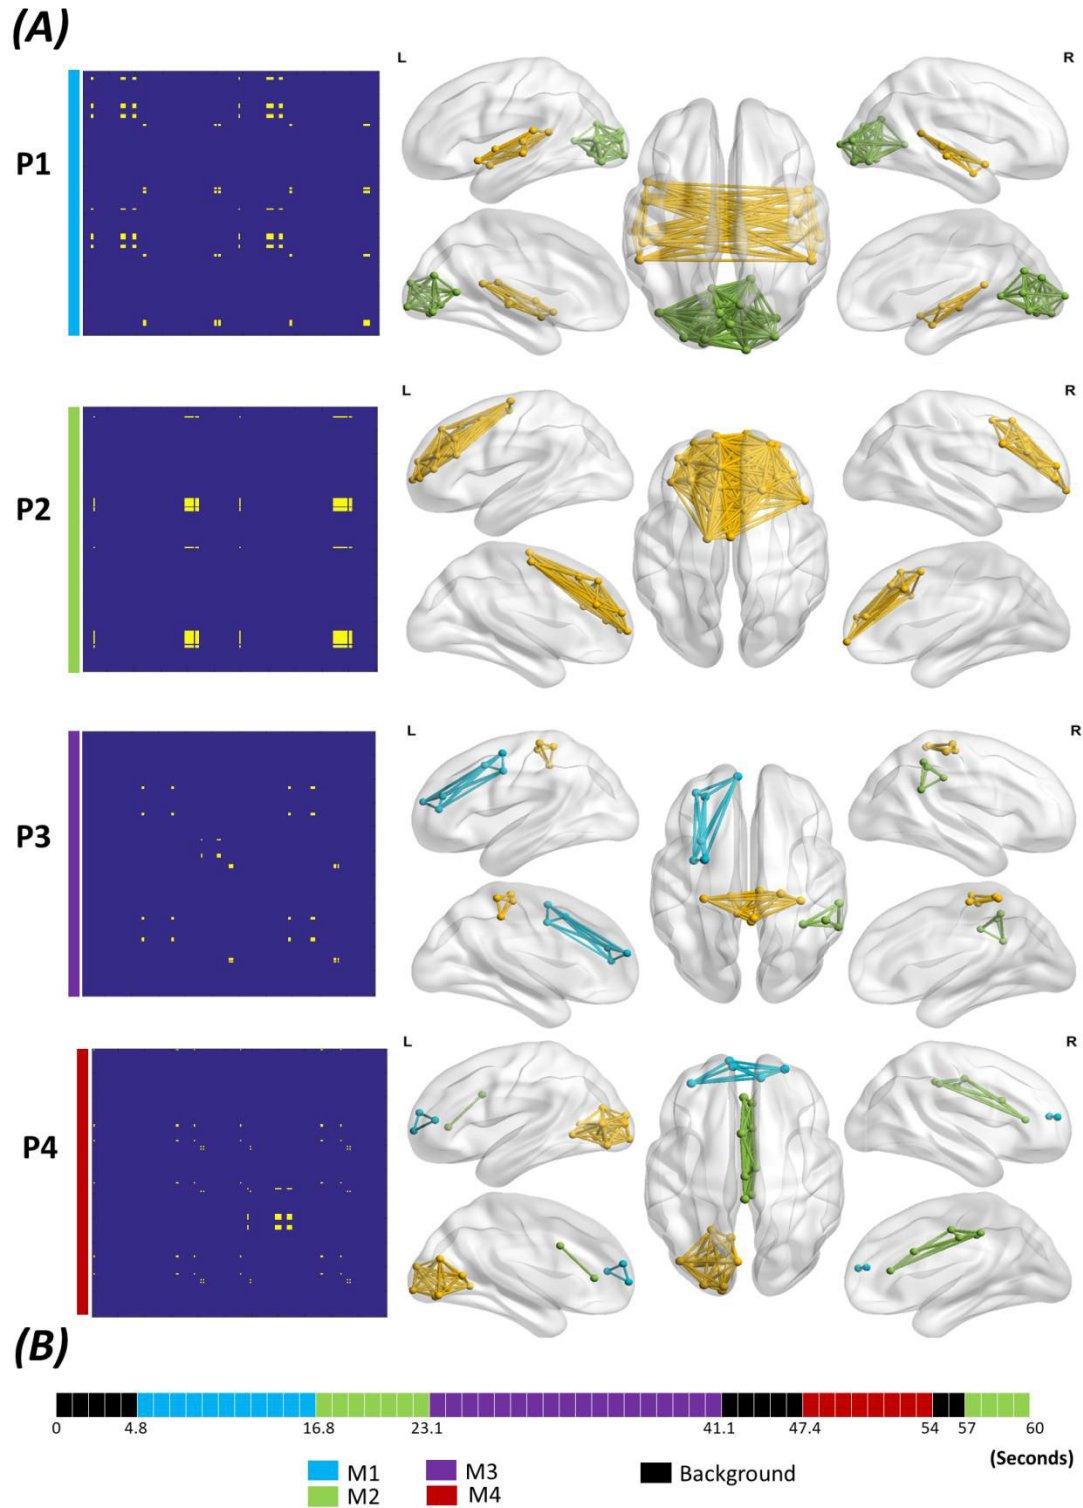 (A)
L R
P1
L R
P2
L R
P3
L R
P4
(B)
0 4.8 16.8 23.1 41.1 47.4 54 57 60
(Seconds)
M1 M3 Background
M2 M4